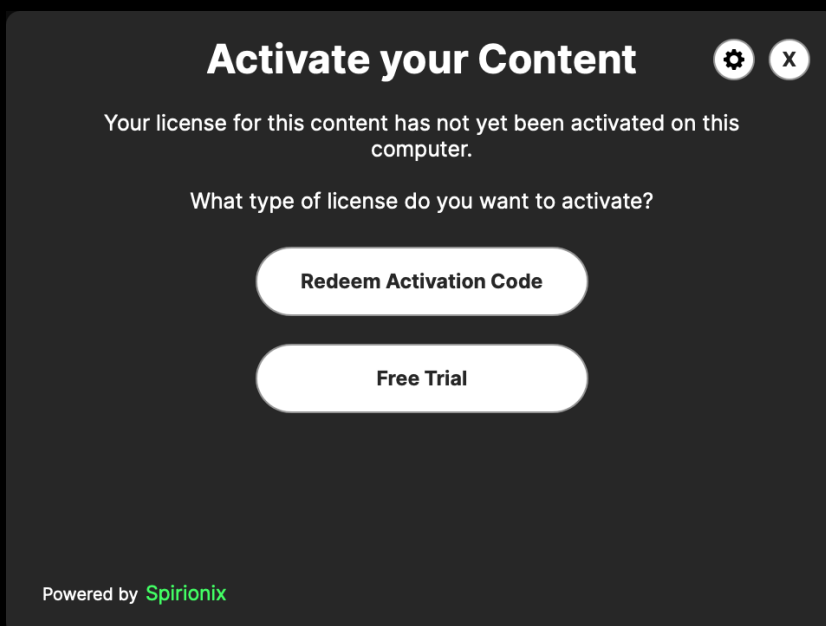 Activate your Content
X
Your license for this content has not yet been activated on this
computer.
What type of license do you want to activate?
Redeem Activation Code
Free Trial
Powered by Spirionix